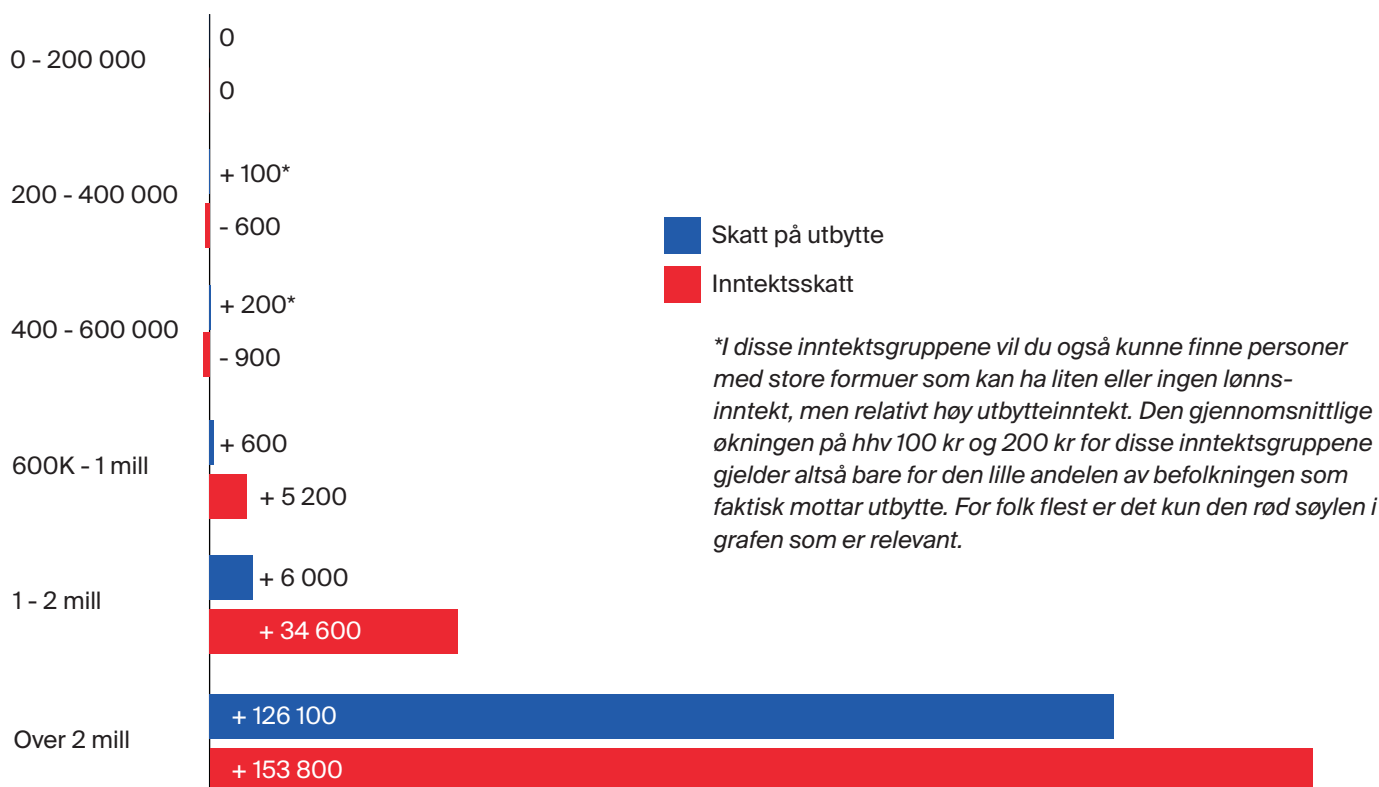 0 - 200 000
0
0
200 - 400 000
+ 100*
- 600
400 - 600 000
+ 200*
- 900
600K - 1 mill
+ 600
+ 5 200
1 - 2 mill
+ 6 000
+ 34 600
Over 2 mill
+ 126 100
+ 153 800
Skatt på utbytte
Inntektsskatt
*I disse inntektsgruppene vil du også kunne finne personer
med store formuer som kan ha liten eller ingen lønns-
inntekt, men relativt høy utbytteinntekt. Den gjennomsnittlige
økningen på hhv 100 kr og 200 kr for disse inntektsgruppene
gjelder altså bare for den lille andelen av befolkningen som
faktisk mottar utbytte. For folk flest er det kun den rød søylen i
grafen som er relevant.